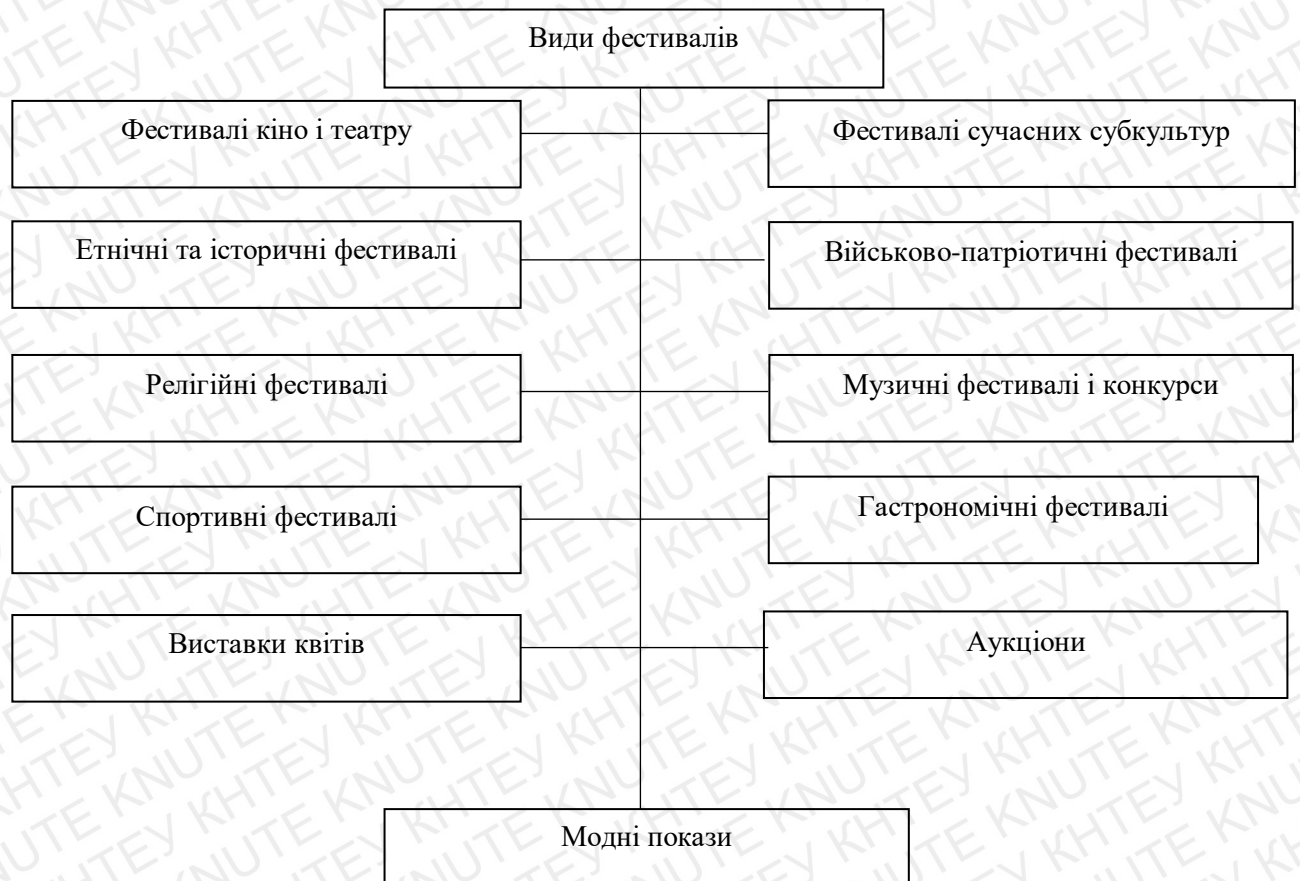 Види фестивалів
Фестивалі кіно і театру
Фестивалі сучасних субкультур
Етнічні та історичні фестивалі
Військово-патріотичні фестивалі
Релігійні фестивалі
Музичні фестивалі і конкурси
Спортивні фестивалі
Гастрономічні фестивалі
Виставки квітів
Аукціони
Модні покази